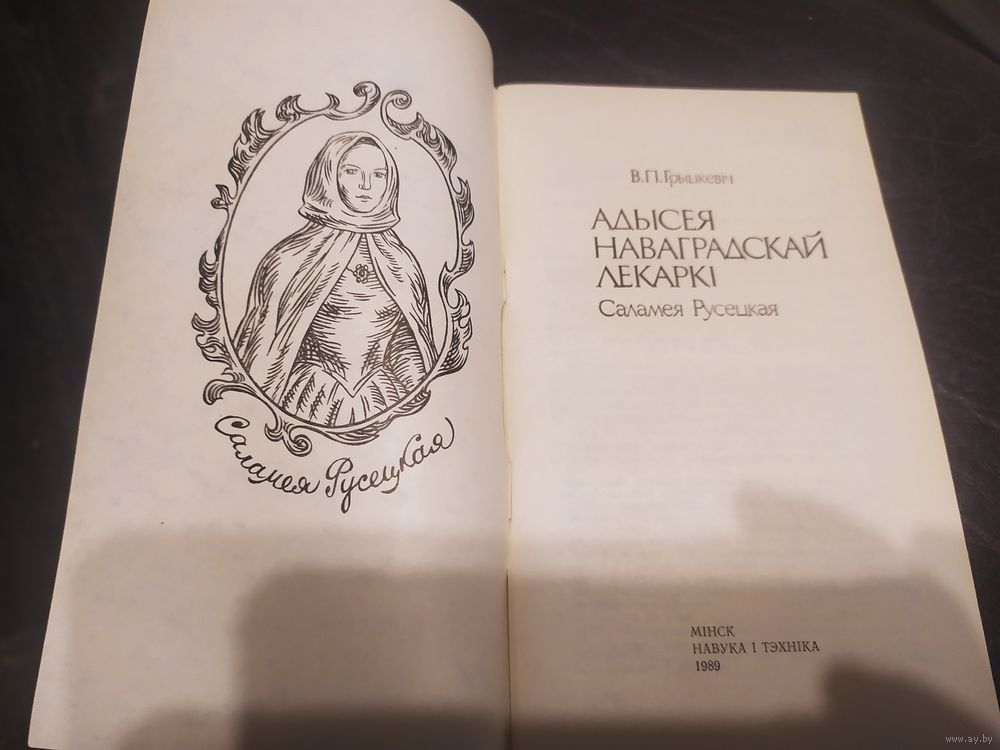 Саламея Русецкая
В.П.Грыцкевіч
АДЫСЕЯ
НАВАГРАДСКАЙ
ЛЕКАРКІ
Саламея Русецкая
МІНСК
НАВУКА І ТЭХНІКА
1989
www.ay.by